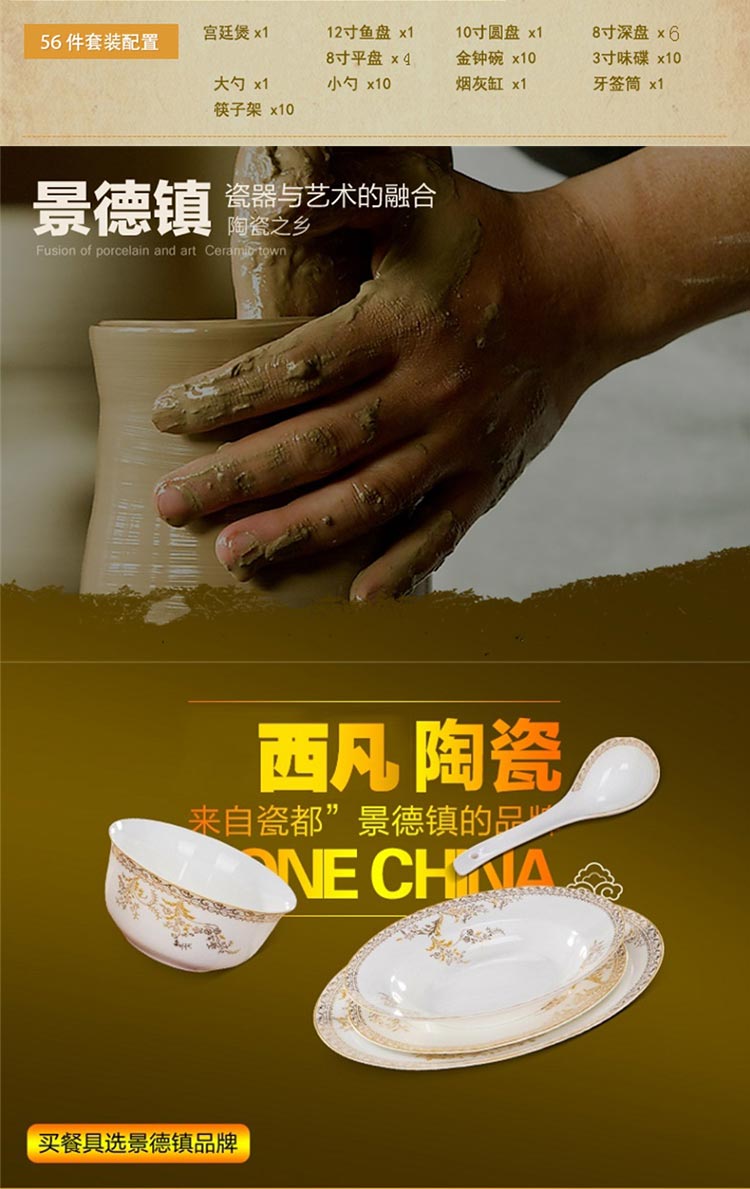 56 件套装配置
宫廷煲 x1 12寸鱼盘 x1 10寸圆盘 x1 8寸深盘 x 6
8寸平盘 x 4 金钟碗 x10 3寸味碟 x10
大勺 x1 小勺 x10 烟灰缸 x1 牙签筒 x1
筷子架 x10
景德镇 瓷器与艺术的融合
陶瓷之乡
Fusion of porcelain and art Ceramic town
西凡 陶瓷
来自瓷都”景德镇的品牌
ONE CHINA
买餐具选景德镇品牌